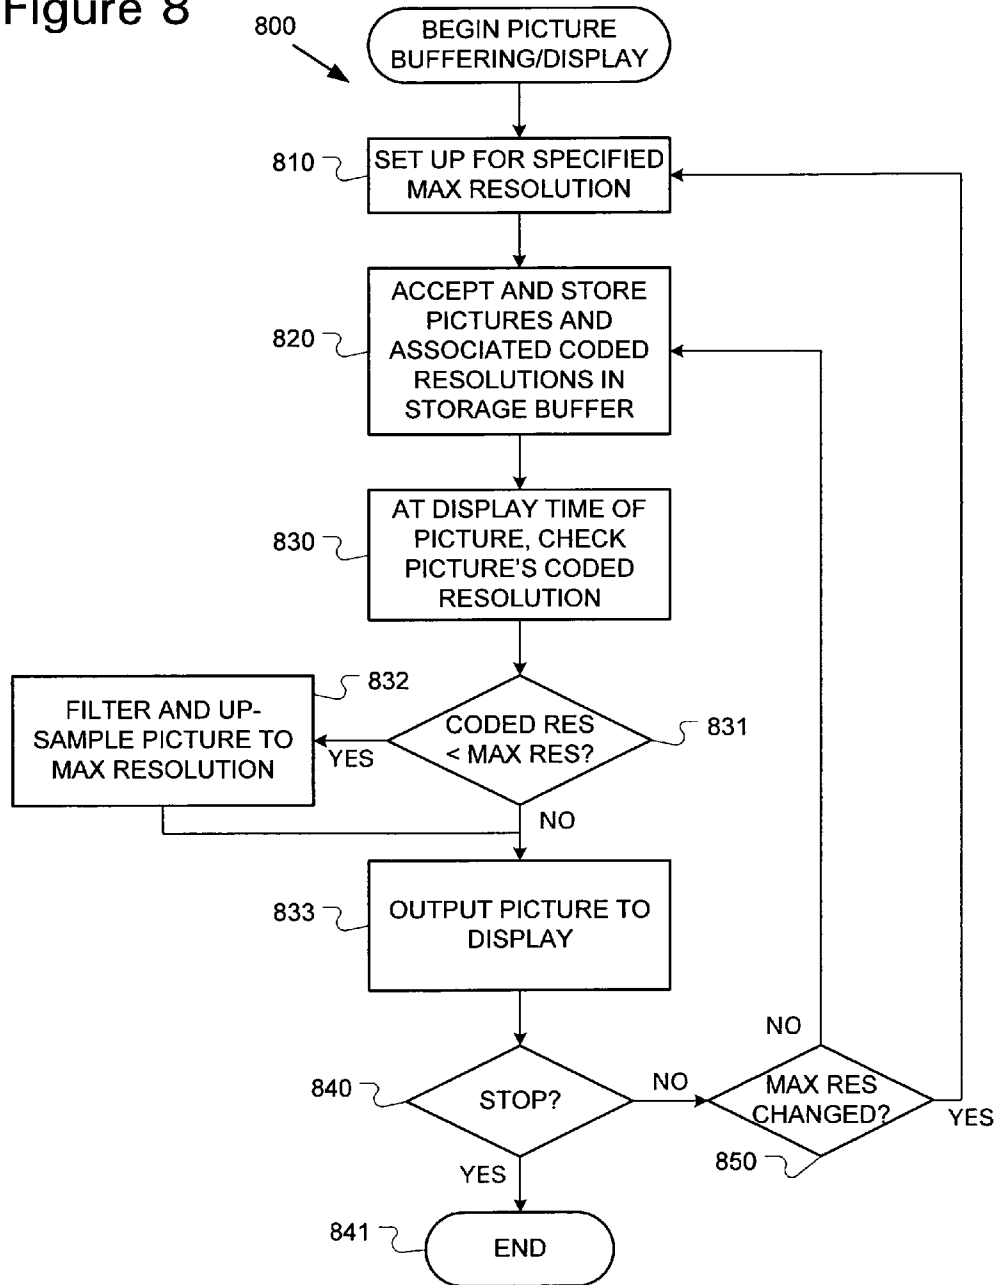 Figure 8
800
BEGIN PICTURE
BUFFERING/DISPLAY
810
SET UP FOR SPECIFIED
MAX RESOLUTION
820
ACCEPT AND STORE
PICTURES AND
ASSOCIATED CODED
RESOLUTIONS IN
STORAGE BUFFER
830
AT DISPLAY TIME OF
PICTURE, CHECK
PICTURE'S CODED
RESOLUTION
832
FILTER AND UP-
SAMPLE PICTURE TO
MAX RESOLUTION
YES
CODED RES
< MAX RES?
831
NO
833
OUTPUT PICTURE TO
DISPLAY
840
STOP?
NO
NO
MAX RES
CHANGED?
YES
850
YES
841
END